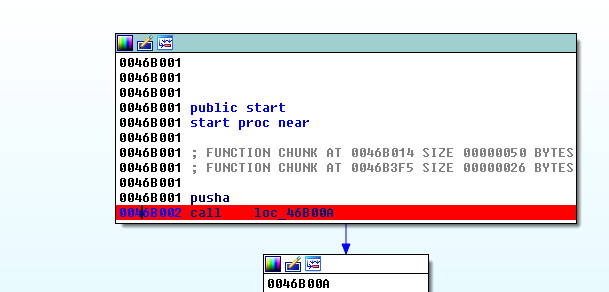 0046B001
0046B001
0046B001
0046B001 public start
0046B001 start proc near
0046B001
0046B001 ; FUNCTION CHUNK AT 0046B014 SIZE 00000050 BYTES
0046B001 ; FUNCTION CHUNK AT 0046B3F5 SIZE 00000026 BYTES
0046B001
0046B001 pusha
0046B002 call loc_46B00A
0046B00A